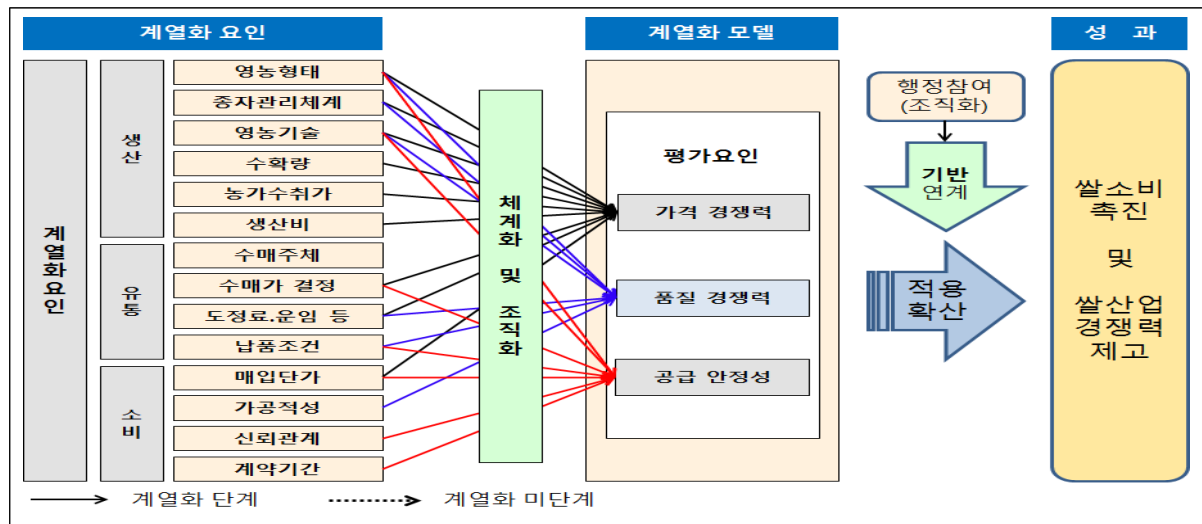 계열화 요인
계열화 모델
성 과
계열화요인
생산
유통
소비
영농형태
종자관리체계
영농기술
수확량
농가수취가
생산비
수매주체
수매가 결정
도정료.운임 등
납품조건
매입단가
가공적성
신뢰관계
계약기간
체계화 및 조직화
평가요인
가격 경쟁력
품질 경쟁력
공급 안정성
행정참여
(조직화)
기반
연계
적용
확산
쌀소비
촉진
및
쌀산업
경쟁력
제고
계열화 단계
계열화 미단계